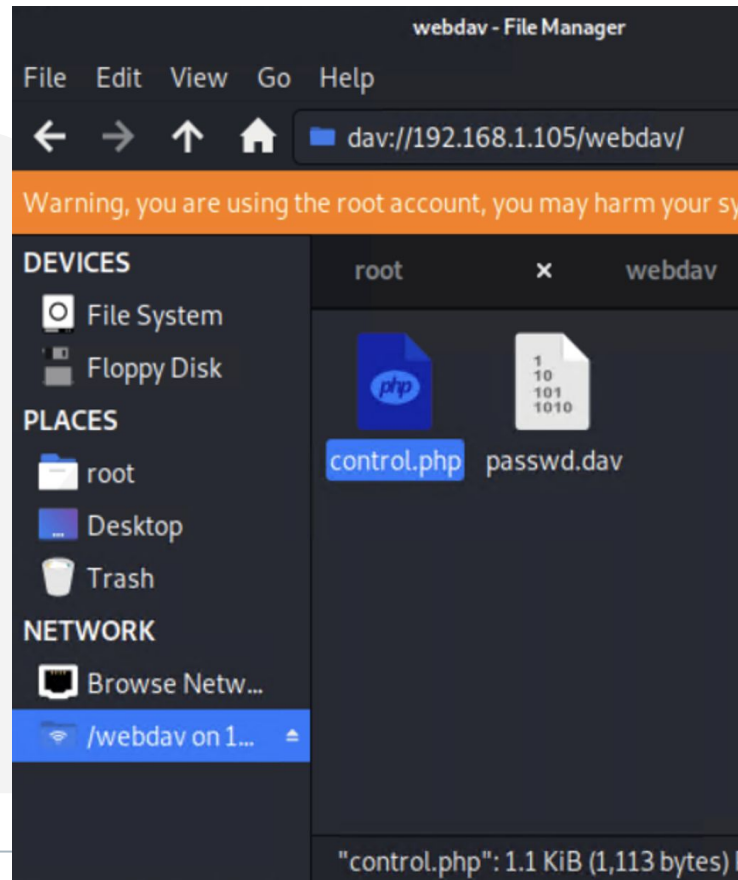 webdav - File Manager
File Edit View Go Help
dav://192.168.1.105/webdav/
Warning, you are using the root account, you may harm your sy
DEVICES
File System
Floppy Disk
PLACES
root
Desktop
Trash
NETWORK
Browse Netw...
/webdav on 1...
root × webdav
php
1
10
101
1010
control.php passwd.dav
"control.php": 1.1 KiB (1,113 bytes)